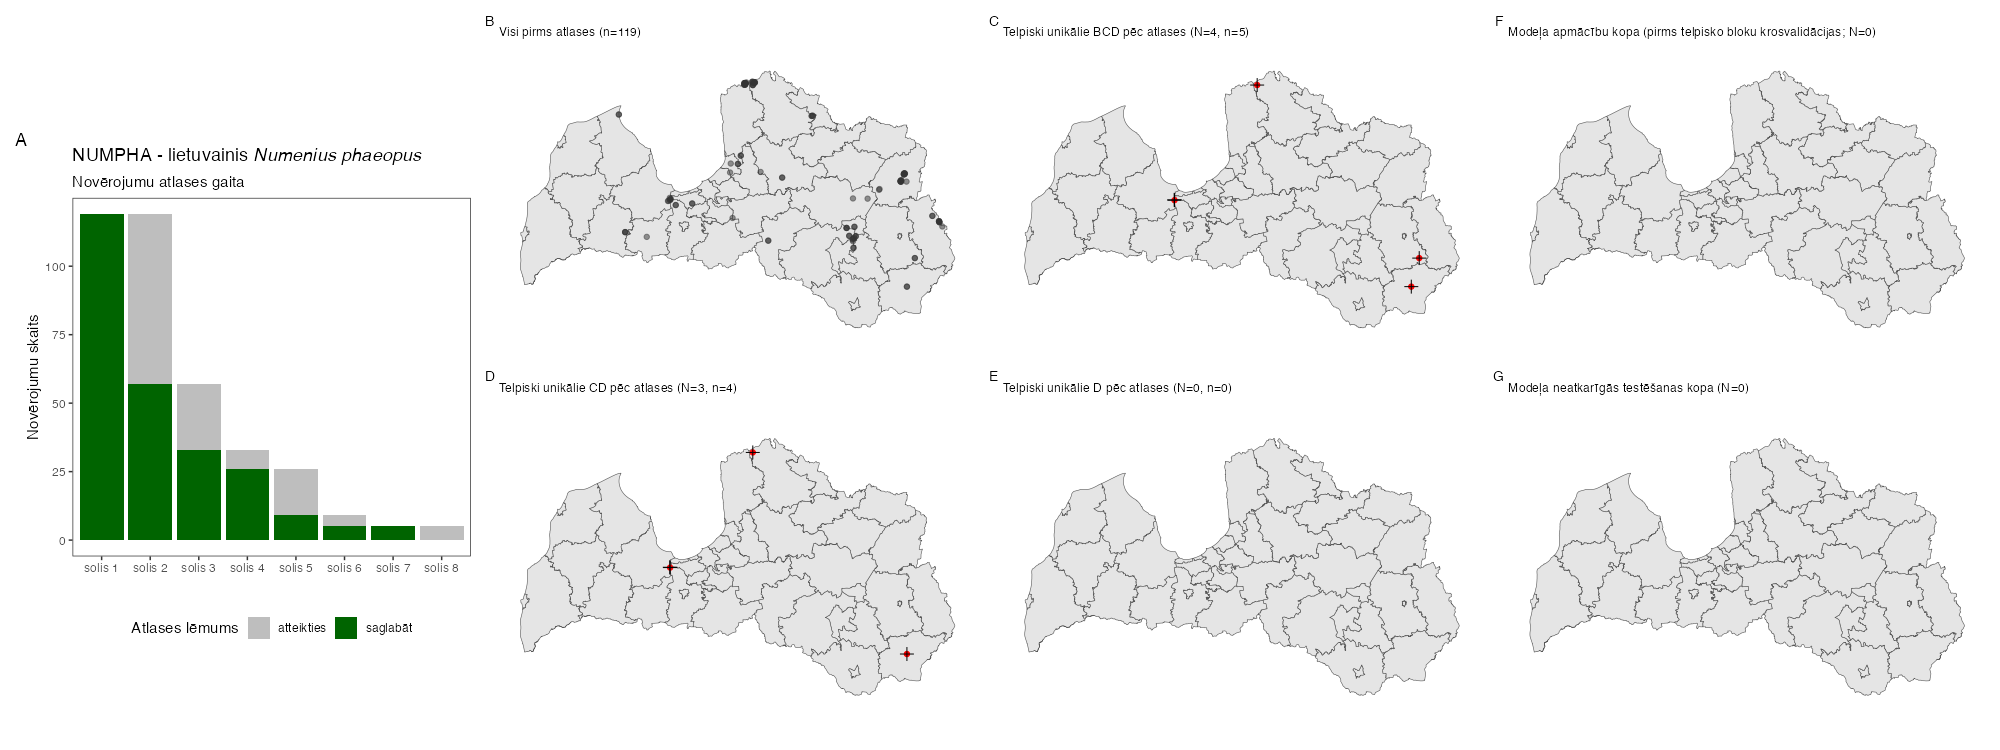 A
NUMPHA - lietuvainis Numenius phaeopus
Novērojumu atlases gaita
Novērojumu skaits
100
75
50
25
0
solis 1
solis 2
solis 3
solis 4
solis 5
solis 6
solis 7
solis 8
Atlases lēmums
atteikties
saglabāt
B
Visi pirms atlases (n=119)
C
Telpiski unikālie BCD pēc atlases (N=4, n=5)
F
Modeļa apmācību kopa (pirms telpisko bloku krosvalidācijas; N=0)
D
Telpiski unikālie CD pēc atlases (N=3, n=4)
E
Telpiski unikālie D pēc atlases (N=0, n=0)
G
Modeļa neatkarīgās testēšanas kopa (N=0)